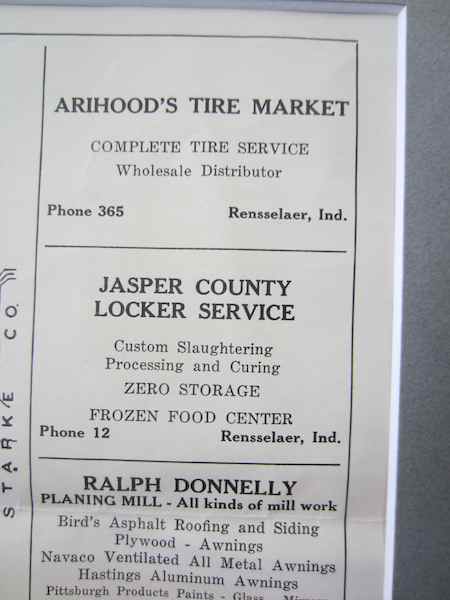 ARIHOOD'S TIRE MARKET
COMPLETE TIRE SERVICE
Wholesale Distributor
Phone 365 Rensselaer, Ind.
JASPER COUNTY
LOCKER SERVICE
Custom Slaughtering
Processing and Curing
ZERO STORAGE
FROZEN FOOD CENTER
Phone 12 Rensselaer, Ind.
RALPH DONNELLY
PLANING MILL - All kinds of mill work
Bird's Asphalt Roofing and Siding
Plywood - Awnings
Navaco Ventilated All Metal Awnings
Hastings Aluminum Awnings
Pittsburgh Products Paints - Glass - Mirrors
STARKE CO.